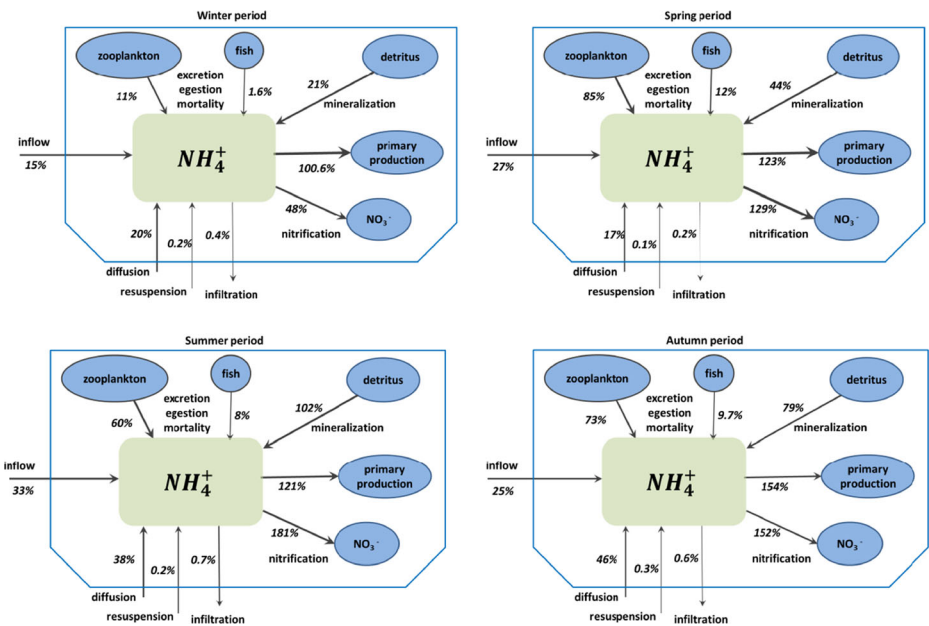 Winter period
zooplankton
fish
detritus
excretion
egestion
mortality
11%
1.6%
21%
mineralization
inflow
15%
NH₄⁺
primary
production
100.6%
48%
NO₃⁻
nitrification
20%
0.2%
0.4%
diffusion
resuspension
infiltration
Spring period
zooplankton
fish
detritus
excretion
egestion
mortality
85%
12%
44%
mineralization
inflow
27%
NH₄⁺
primary
production
123%
129%
NO₃⁻
nitrification
17%
0.1%
0.2%
diffusion
resuspension
infiltration
Summer period
zooplankton
fish
detritus
excretion
egestion
mortality
60%
8%
102%
mineralization
inflow
33%
NH₄⁺
primary
production
121%
181%
NO₃⁻
nitrification
38%
0.2%
0.7%
diffusion
resuspension
infiltration
Autumn period
zooplankton
fish
detritus
excretion
egestion
mortality
73%
9.7%
79%
mineralization
inflow
25%
NH₄⁺
primary
production
154%
152%
NO₃⁻
nitrification
46%
0.3%
0.6%
diffusion
resuspension
infiltration